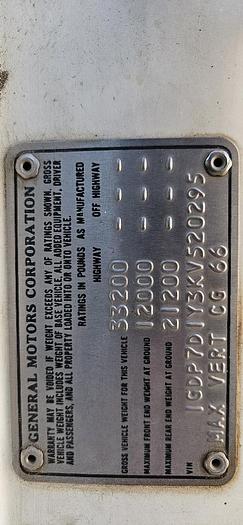 GENERAL MOTORS CORPORATION
WARRANTY MAY BE VOIDED IF WEIGHT EXCEEDS ANY OF RATINGS SHOWN. GROSS
VEHICLE WEIGHT INCLUDES WEIGHT OF BASE VEHICLE, ALL ADDED EQUIPMENT, DRIVER
AND PASSENGERS, AND ALL PROPERTY LOADED INTO OR ONTO VEHICLE.
RATINGS IN POUNDS AS MANUFACTURED
HIGHWAY OFF HIGHWAY
GROSS VEHICLE WEIGHT FOR THIS VEHICLE 33200 - - -
MAXIMUM FRONT END WEIGHT AT GROUND 12000 - - -
MAXIMUM REAR END WEIGHT AT GROUND 21200 - - -
VIN 1GDP7D1Y3KV520295
MAX VERT CG 66